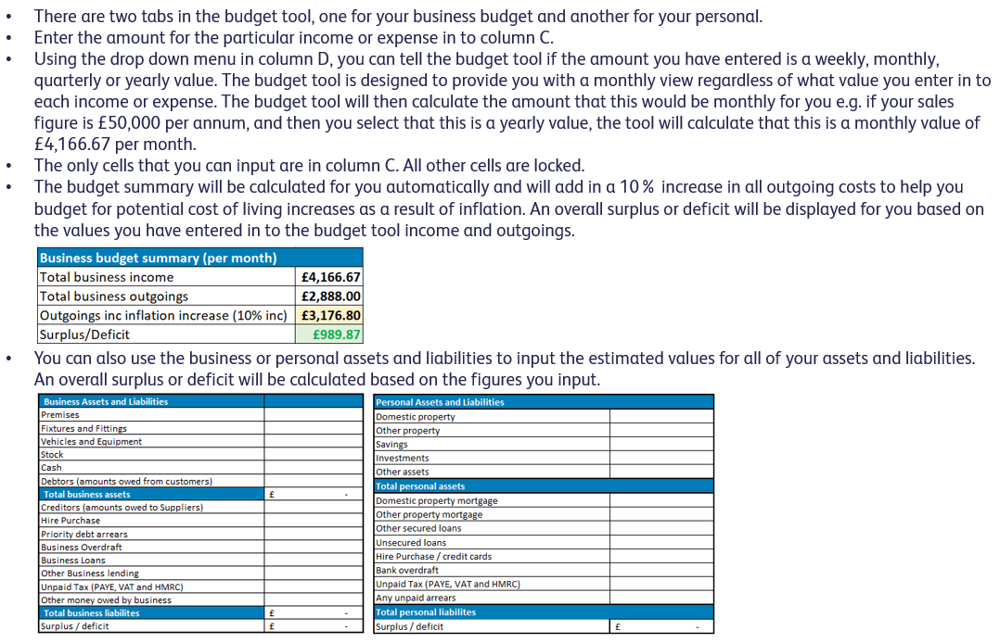 • There are two tabs in the budget tool, one for your business budget and another for your personal.
• Enter the amount for the particular income or expense in to column C.
• Using the drop down menu in column D, you can tell the budget tool if the amount you have entered is a weekly, monthly,
quarterly or yearly value. The budget tool is designed to provide you with a monthly view regardless of what value you enter in to
each income or expense. The budget tool will then calculate the amount that this would be monthly for you e.g. if your sales
figure is £50,000 per annum, and then you select that this is a yearly value, the tool will calculate that this is a monthly value of
£4,166.67 per month.
• The only cells that you can input are in column C. All other cells are locked.
• The budget summary will be calculated for you automatically and will add in a 10% increase in all outgoing costs to help you
budget for potential cost of living increases as a result of inflation. An overall surplus or deficit will be displayed for you based on
the values you have entered in to the budget tool income and outgoings.
Business budget summary (per month)
Total business income £4,166.67
Total business outgoings £2,888.00
Outgoings inc inflation increase (10% inc) £3,176.80
Surplus/Deficit £989.87
• You can also use the business or personal assets and liabilities to input the estimated values for all of your assets and liabilities.
An overall surplus or deficit will be calculated based on the figures you input.
Business Assets and Liabilities
Premises
Fixtures and Fittings
Vehicles and Equipment
Stock
Cash
Debtors (amounts owed from customers)
Total business assets £ -
Creditors (amounts owed to Suppliers)
Hire Purchase
Priority debt arrears
Business Overdraft
Business Loans
Other Business lending
Unpaid Tax (PAYE, VAT and HMRC)
Other money owed by business
Total business liabilites £ -
Surplus / deficit £ -
Personal Assets and Liabilities
Domestic property
Other property
Savings
Investments
Other assets
Total personal assets
Domestic property mortgage
Other property mortgage
Other secured loans
Unsecured loans
Hire Purchase / credit cards
Bank overdraft
Unpaid Tax (PAYE, VAT and HMRC)
Any unpaid arrears
Total personal liabilites
Surplus / deficit £ -